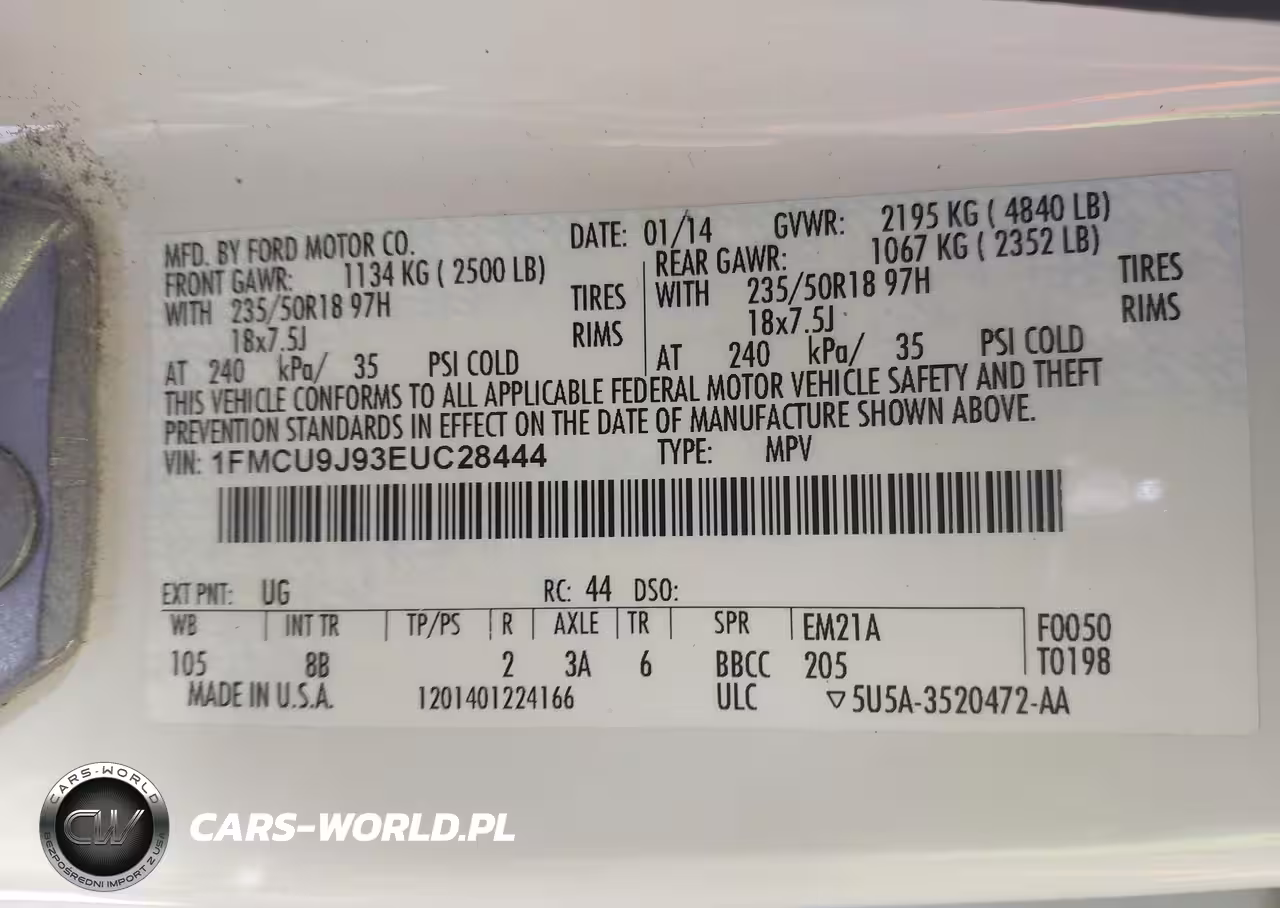 MFD. BY FORD MOTOR CO. DATE: 01/14 GVWR: 2195 KG ( 4840 LB)
FRONT GAWR: 1134 KG ( 2500 LB) REAR GAWR: 1067 KG ( 2352 LB)
WITH 235/50R18 97H TIRES WITH 235/50R18 97H TIRES
18x7.5J RIMS 18x7.5J RIMS
AT 240 kPa/ 35 PSI COLD AT 240 kPa/ 35 PSI COLD
THIS VEHICLE CONFORMS TO ALL APPLICABLE FEDERAL MOTOR VEHICLE SAFETY AND THEFT
PREVENTION STANDARDS IN EFFECT ON THE DATE OF MANUFACTURE SHOWN ABOVE.
VIN: 1FMCU9J93EUC28444 TYPE: MPV
EXT PNT: UG RC: 44 DSO:
WB INT TR TP/PS R AXLE TR SPR EM21A F0050
105 8B 2 3A 6 BBCC 205 T0198
MADE IN U.S.A. 1201401224166 ULC ▽5U5A-3520472-AA
CARS-WORLD
CW
BEZPOŚREDNI IMPORT Z USA
CARS-WORLD.PL